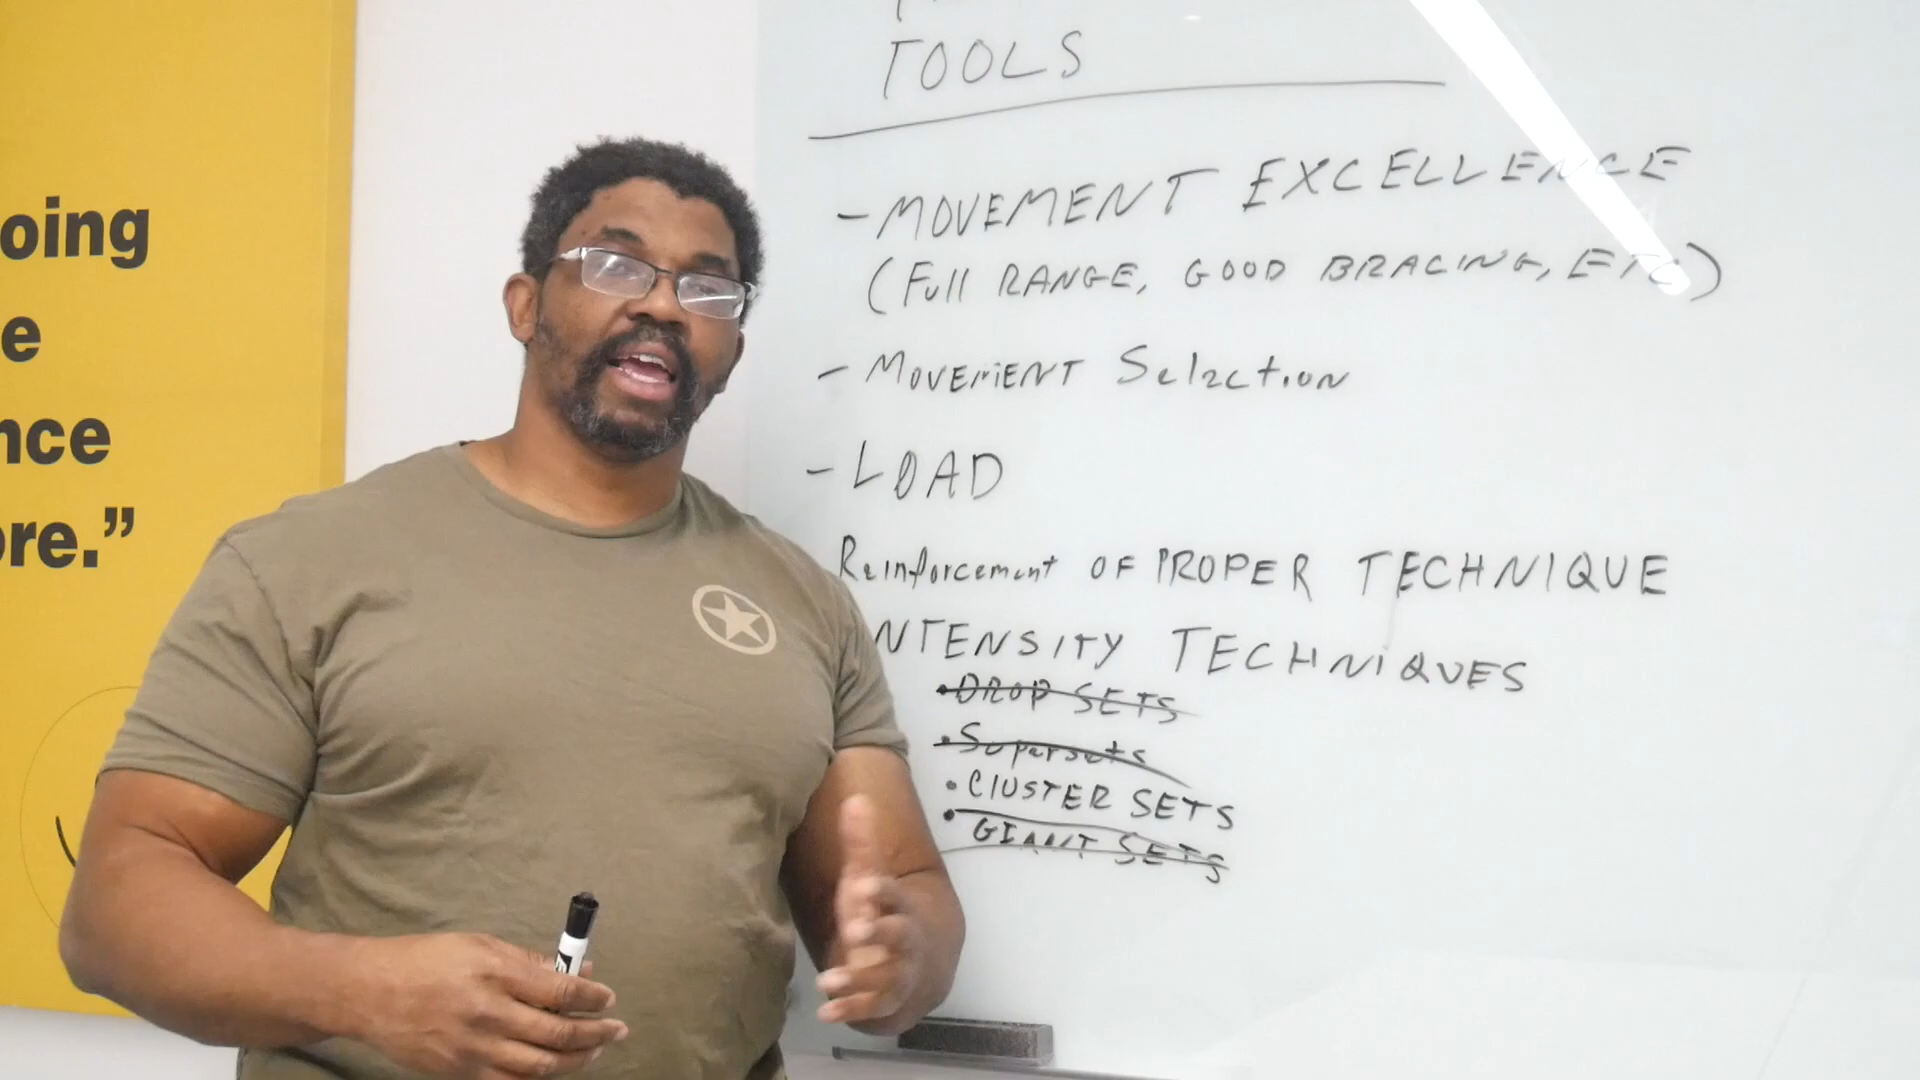 oing
e
nce
ore.”
TOOLS
- MOVEMENT EXCELLENCE
(Full RANGE, GOOD BRACING, ETC)
- MOVEMENT Selection
- LOAD
Reinforcement OF PROPER TECHNIQUE
NTENSITY TECHNIQUES
• DROP SETS
• Supersets
• CluSTER SETS
• GIANT SETS